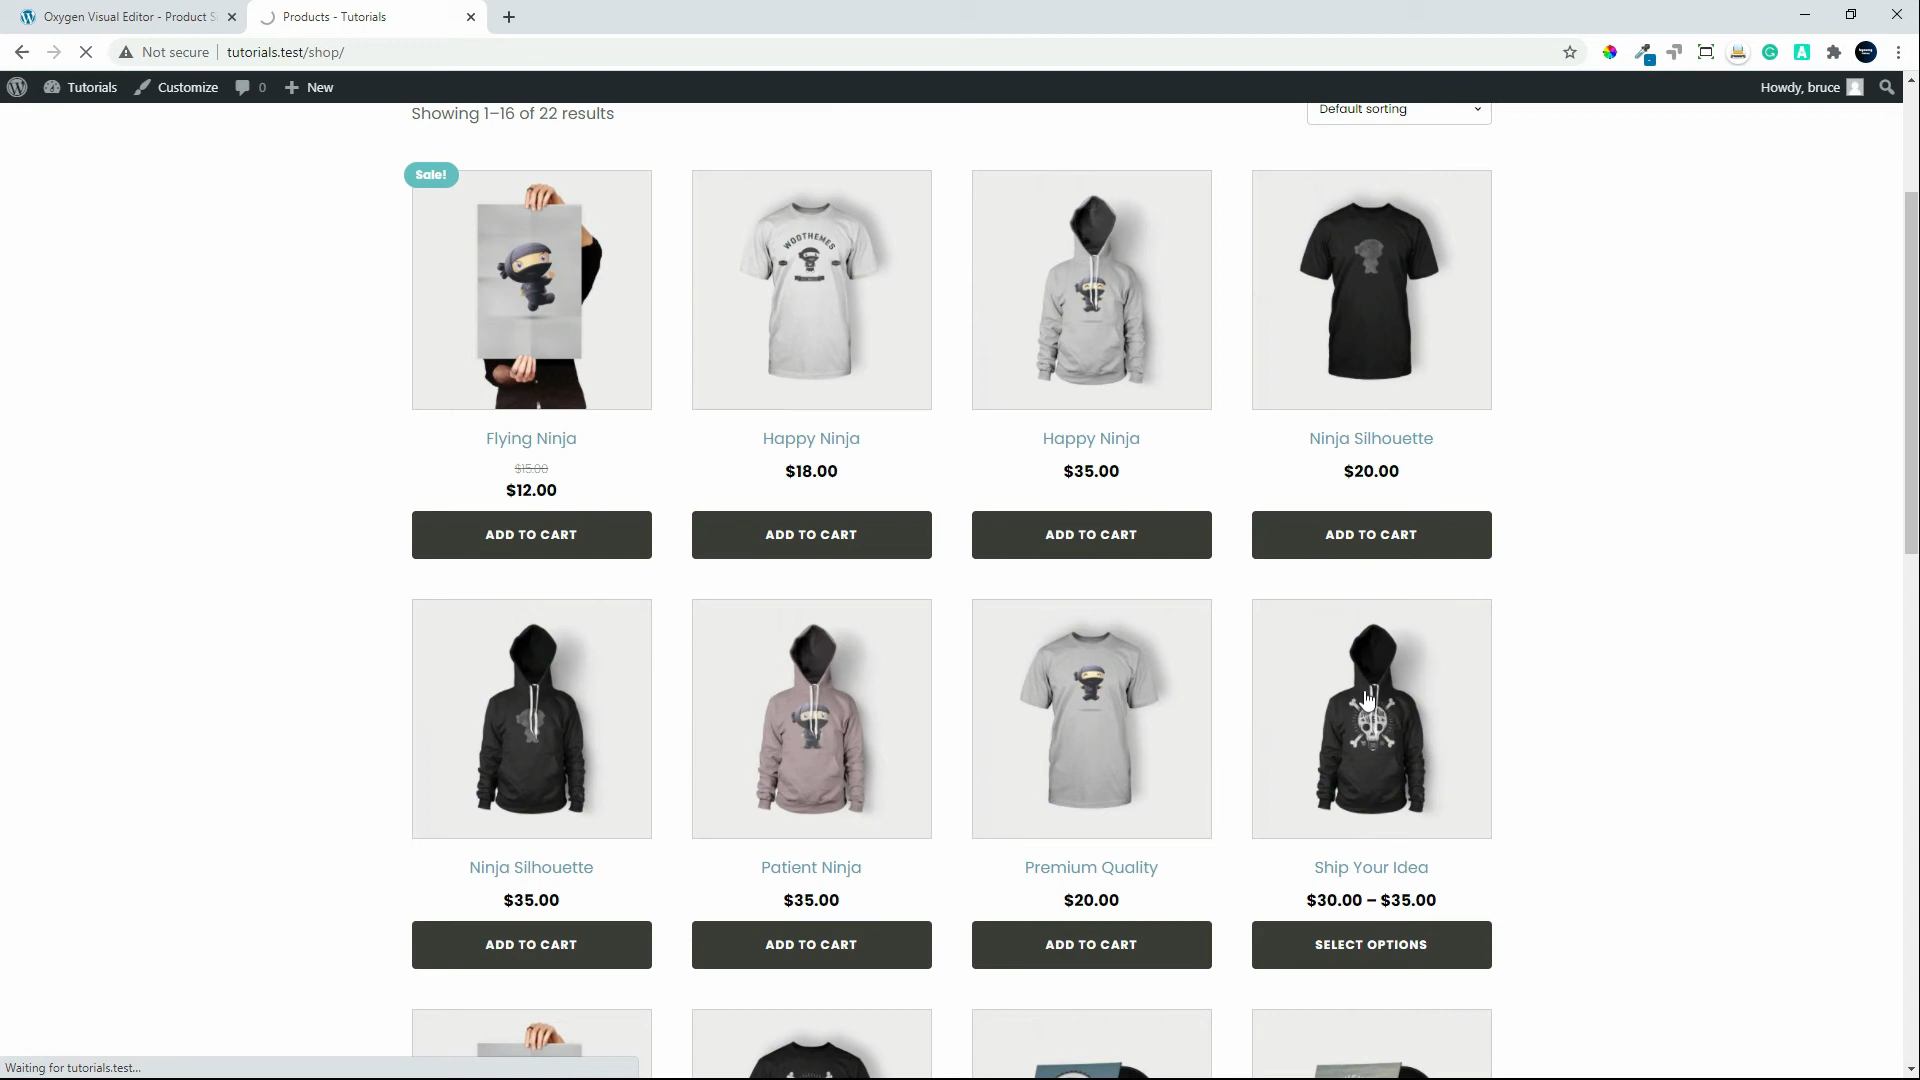 Oxygen Visual Editor - Product S
Products - Tutorials
Not secure
tutorials.test/shop/
Tutorials
Customize
0
New
Howdy, bruce
Showing 1–16 of 22 results
Default sorting
Sale!
WOOTHEMES
Flying Ninja
Happy Ninja
Happy Ninja
Ninja Silhouette
$15.00
$12.00
$18.00
$35.00
$20.00
ADD TO CART
ADD TO CART
ADD TO CART
ADD TO CART
Ninja Silhouette
Patient Ninja
Premium Quality
Ship Your Idea
$35.00
$35.00
$20.00
$30.00 – $35.00
ADD TO CART
ADD TO CART
ADD TO CART
SELECT OPTIONS
Waiting for tutorials.test...